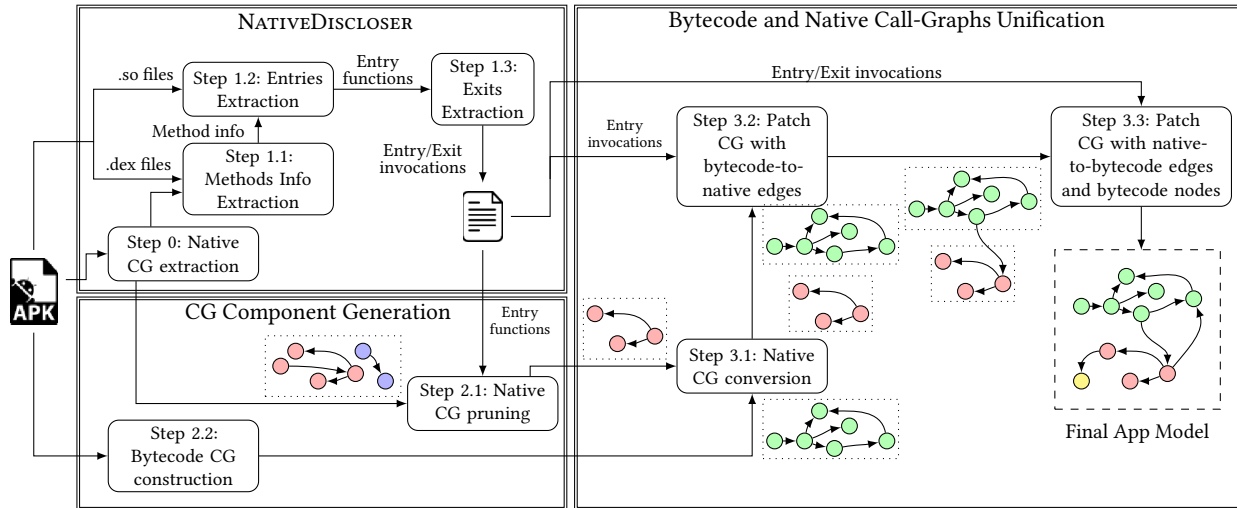 NATIVEDISCLOSER
.so files
Step 1.2: Entries
Extraction
Entry
functions
Step 1.3:
Exits
Extraction
Method info
.dex files
Step 1.1:
Methods Info
Extraction
Entry/Exit
invocations
Step 0: Native
CG extraction
APK
CG Component Generation
Entry
functions
Step 2.1: Native
CG pruning
Step 2.2:
Bytecode CG
construction
Bytecode and Native Call-Graphs Unification
Entry/Exit invocations
Entry
invocations
Step 3.2: Patch
CG with
bytecode-to-
native edges
Step 3.3: Patch
CG with native-
to-bytecode edges
and bytecode nodes
Step 3.1: Native
CG conversion
Final App Model